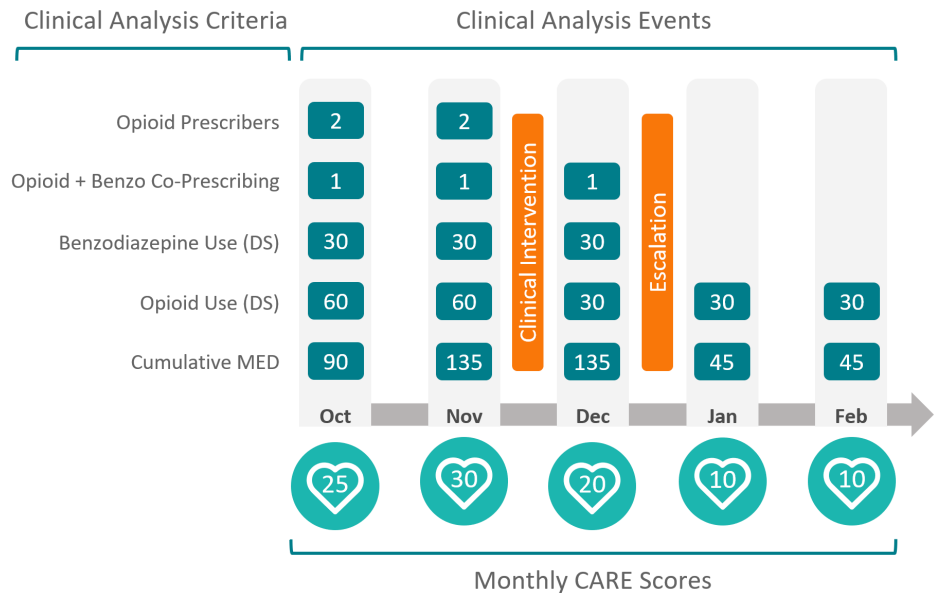 Clinical Analysis Criteria
Clinical Analysis Events
Opioid Prescribers 2 2
Opioid + Benzo Co-Prescribing 1 1 1
Benzodiazepine Use (DS) 30 30 30
Opioid Use (DS) 60 60 30 30 30
Cumulative MED 90 135 135 45 45
Clinical Intervention
Escalation
Oct Nov Dec Jan Feb
25 30 20 10 10
Monthly CARE Scores